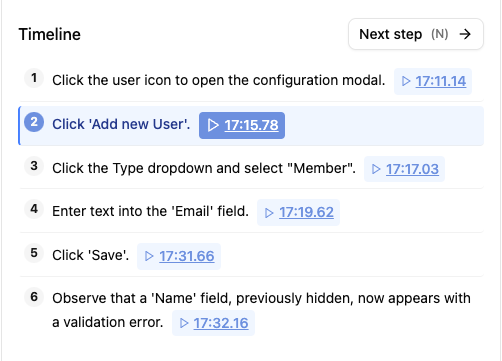 Timeline
Next step (N) →
1 Click the user icon to open the configuration modal. 17:11.14
2 Click 'Add new User'. 17:15.78
3 Click the Type dropdown and select "Member". 17:17.03
4 Enter text into the 'Email' field. 17:19.62
5 Click 'Save'. 17:31.66
6 Observe that a 'Name' field, previously hidden, now appears with
a validation error. 17:32.16